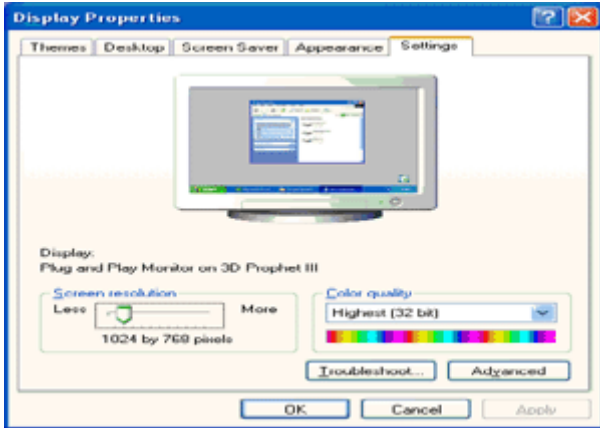 Display Properties
Themes Desktop Screen Saver Appearance Settings
Display:
Plug and Play Monitor on 3D Prophet III
Screen resolution
Less More
1024 by 768 pixels
Color quality
Highest (32 bit)
Troubleshoot... Advanced
OK Cancel Apply